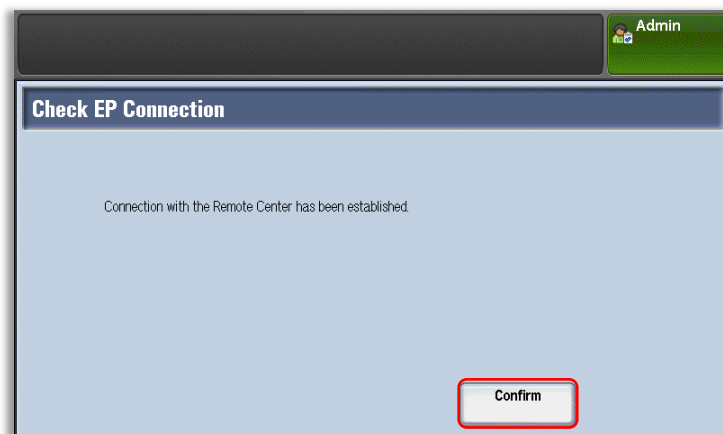 Admin
Check EP Connection
Connection with the Remote Center has been established.
Confirm